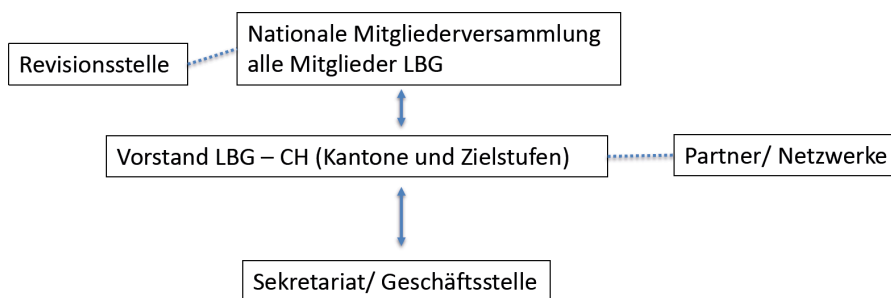 Nationale Mitgliederversammlung
alle Mitglieder LBG
Revisionsstelle
Vorstand LBG – CH (Kantone und Zielstufen)
Partner/ Netzwerke
Sekretariat/ Geschäftsstelle